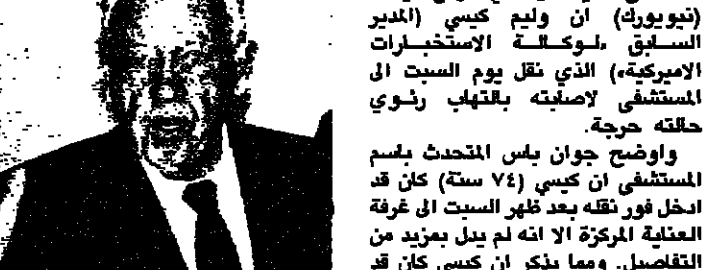 (نيويورك) ان وليم كيسي (المدير
السابق لوكالة الاستخبارات
الاميركية) الذي نقل يوم السبت الى
المستشفى لاصابته بالتهاب رئوي
حالته حرجة.
واوضح جوان باس المتحدث باسم
المستشفى ان كيسي (٧٤ سنة) كان قد
ادخل فور نقله بعد ظهر السبت الى غرفة
العناية المركزة الا انه لم يدل بمزيد من
التفاصيل. ومما يذكر ان كيسي كان قد